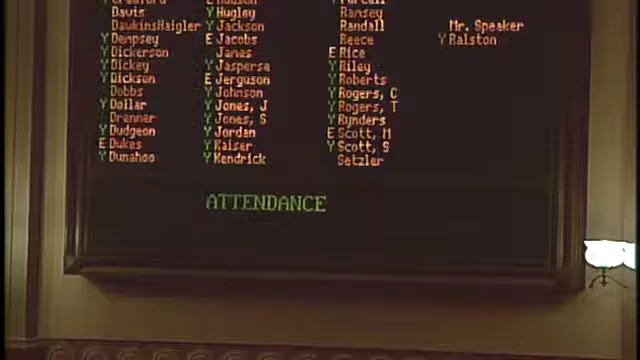 Davis
DawkinsHaigler
Y Dempsey
Y Dickerson
Y Dickey
Y Dickson
Dobbs
Y Dollar
Drenner
Y Dudgeon
E Dukes
Y Dunahoo
Y Hugley
Y Jackson
E Jacobs
James
Y Jasperse
E Jerguson
Y Johnson
Y Jones, J
Y Jones, S
Y Jordan
Y Kaiser
Y Kendrick
Ramsey
Randall
Reece
E Rice
Y Riley
Y Roberts
Y Rogers, C
Y Rogers, T
Y Rynders
E Scott, M
Y Scott, S
Setzler
Mr. Speaker
Y Ralston
ATTENDANCE